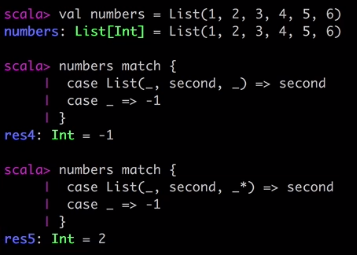 scala> val numbers = List(1, 2, 3, 4, 5, 6)
numbers: List[Int] = List(1, 2, 3, 4, 5, 6)
scala> numbers match {
| case List(_, second, _) => second
| case _ => -1
| }
res4: Int = -1
scala> numbers match {
| case List(_, second, _*) => second
| case _ => -1
| }
res5: Int = 2